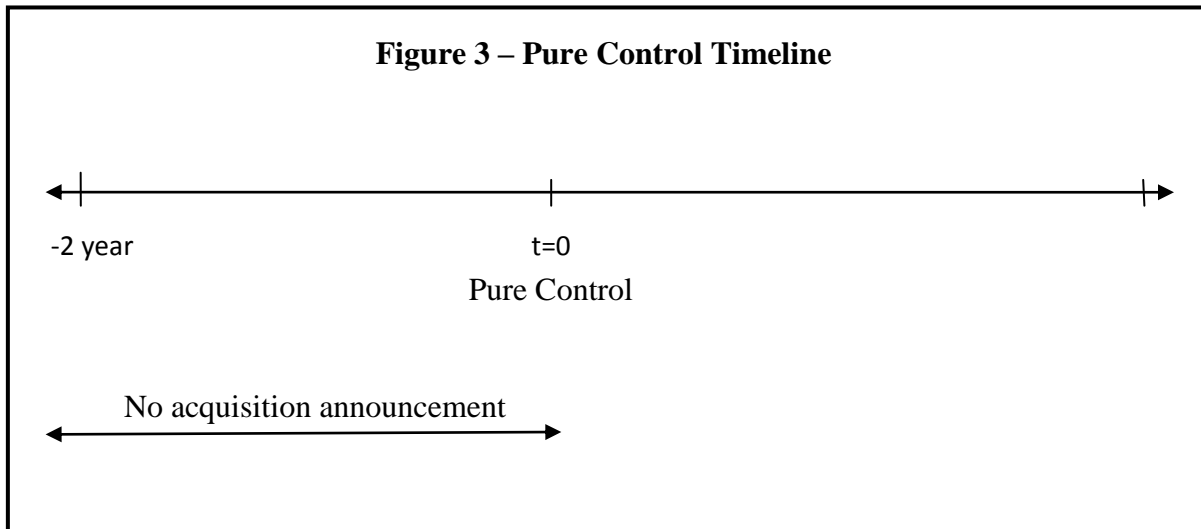 Figure 3 – Pure Control Timeline
-2 year
t=0
Pure Control
No acquisition announcement